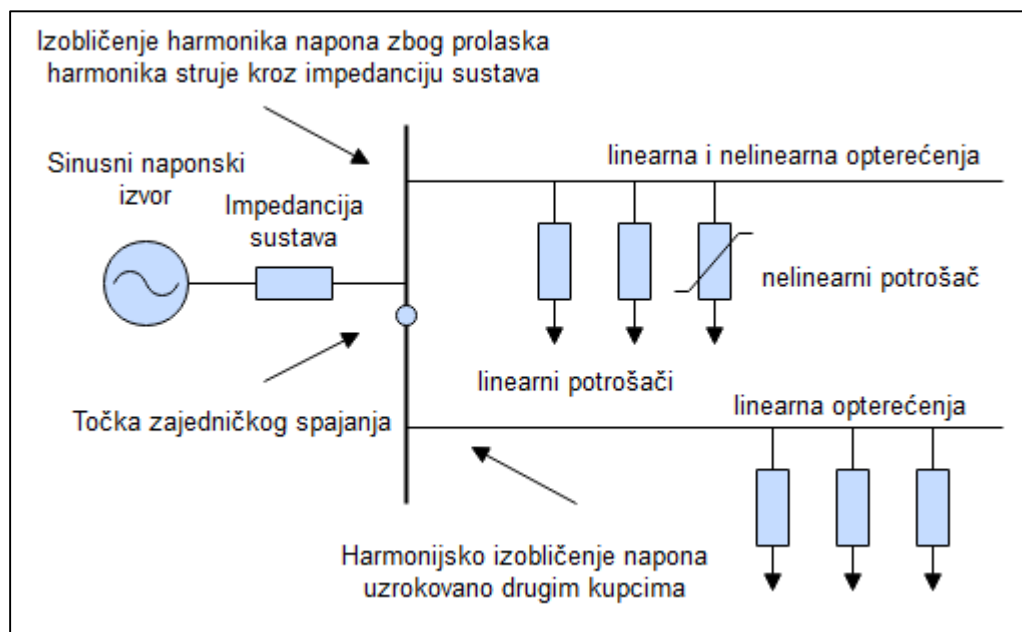 Izobličenje harmonika napona zbog prolaska
harmonika struje kroz impedanciju sustava
Sinusni naponski
izvor
Impedancija
sustava
linearna i nelinearna opterećenja
nelinearni potrošač
linearni potrošači
Točka zajedničkog spajanja
linearna opterećenja
Harmonijsko izobličenje napona
uzrokovano drugim kupcima